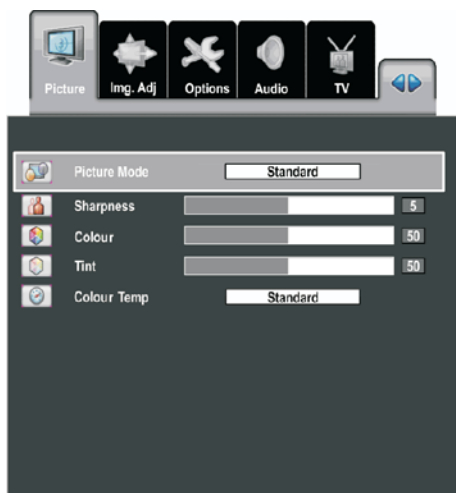 Picture Img. Adj Options Audio TV
Picture Mode Standard
Sharpness 5
Colour 50
Tint 50
Colour Temp Standard